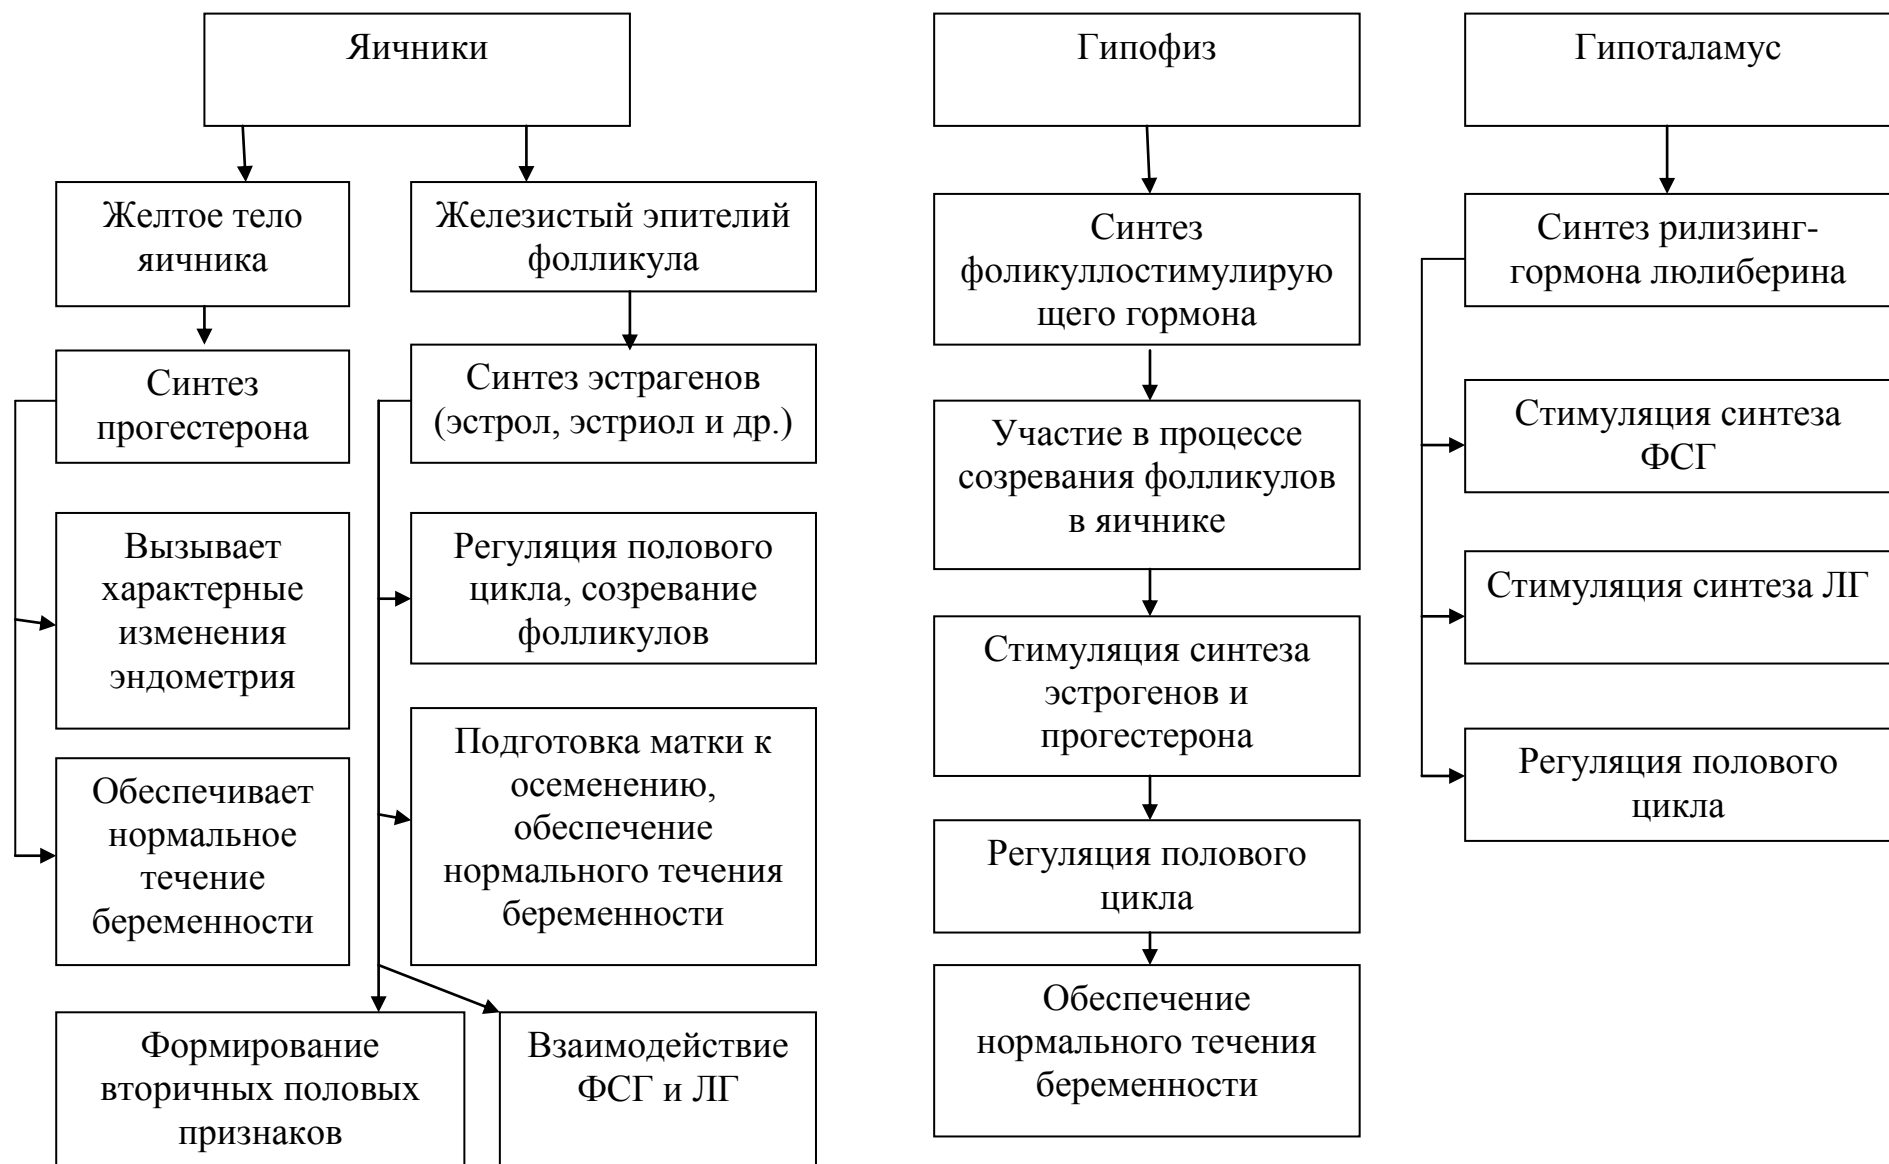 Яичники
Желтое тело
яичника
Железистый эпителий
фолликула
Синтез
прогестерона
Синтез эстрагенов
(эстрол, эстриол и др.)
Вызывает
характерные
изменения
эндометрия
Регуляция полового
цикла, созревание
фолликулов
Обеспечивает
нормальное
течение
беременности
Подготовка матки к
осеменению,
обеспечение
нормального течения
беременности
Формирование
вторичных половых
признаков
Взаимодействие
ФСГ и ЛГ
Гипофиз
Синтез
фоликуллостимулирую
щего гормона
Участие в процессе
созревания фолликулов
в яичнике
Стимуляция синтеза
эстрогенов и
прогестерона
Регуляция полового
цикла
Обеспечение
нормального течения
беременности
Гипоталамус
Синтез рилизинг-
гормона люлиберина
Стимуляция синтеза
ФСГ
Стимуляция синтеза ЛГ
Регуляция полового
цикла